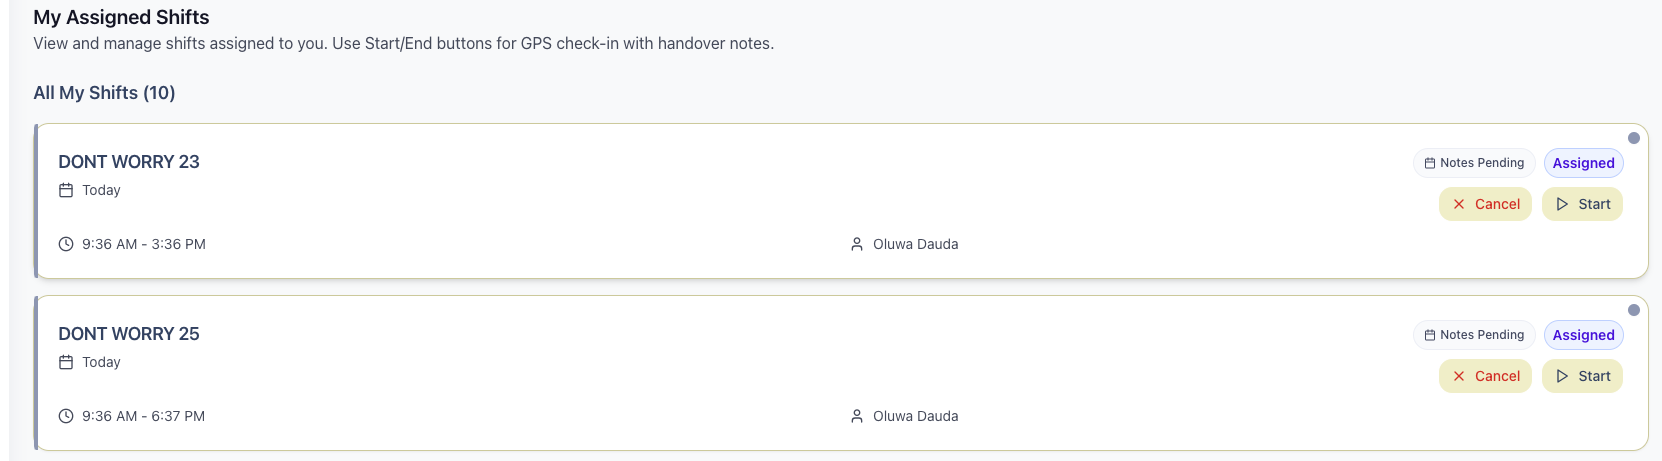 My Assigned Shifts
View and manage shifts assigned to you. Use Start/End buttons for GPS check-in with handover notes.
All My Shifts (10)
DONT WORRY 23
Notes Pending
Assigned
Today
Cancel
Start
9:36 AM - 3:36 PM
Oluwa Dauda
DONT WORRY 25
Notes Pending
Assigned
Today
Cancel
Start
9:36 AM - 6:37 PM
Oluwa Dauda